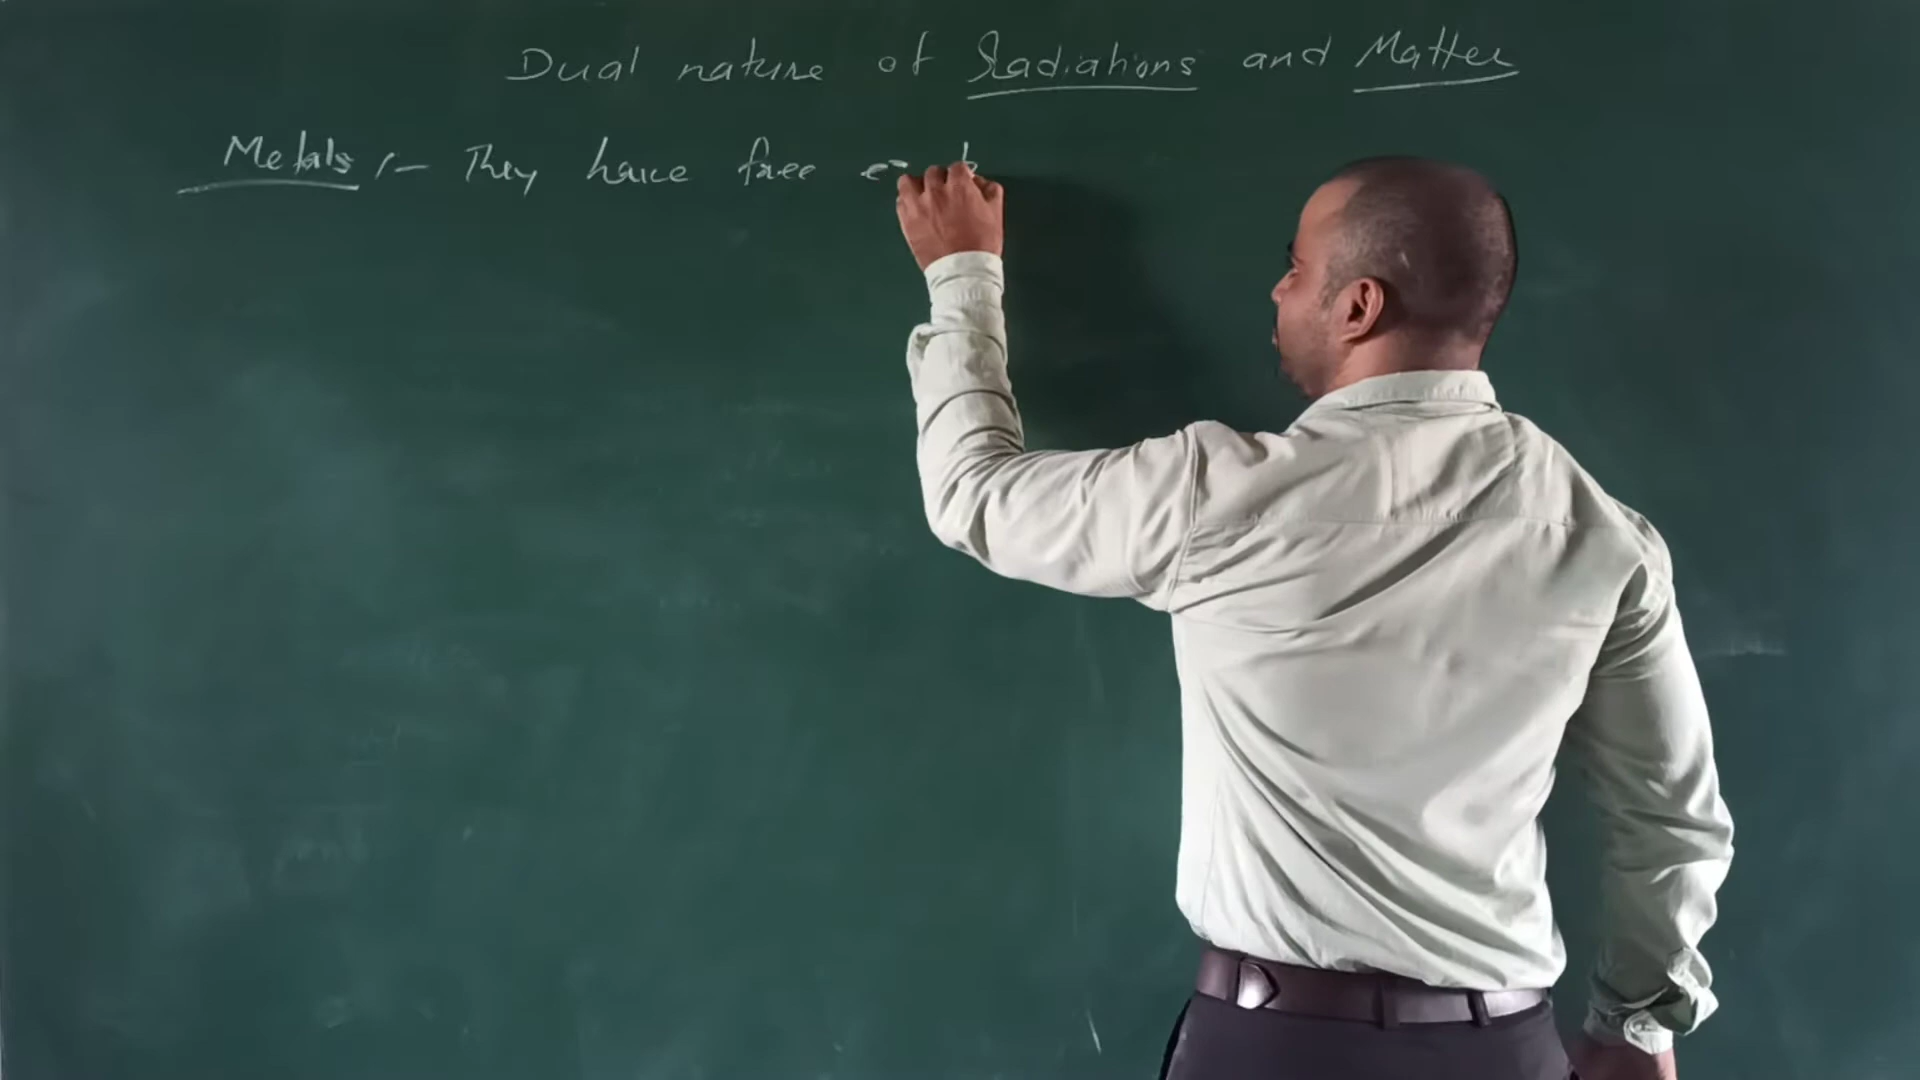 Dual nature of Radiations and Matter
Metals :- They have free e-